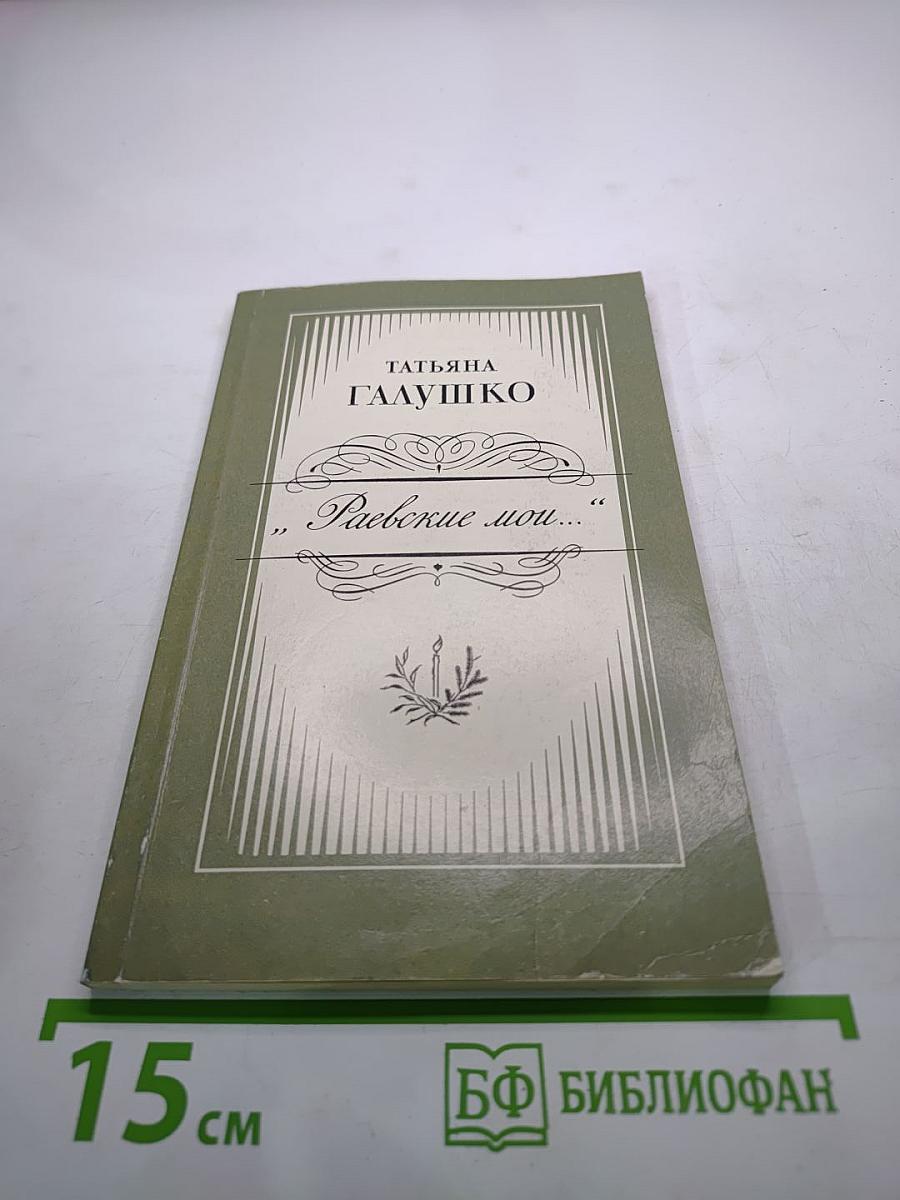 ТАТЬЯНА
ГАЛУШКО
„Раевские мои...“
15 см
БФ БИБЛИОФАН